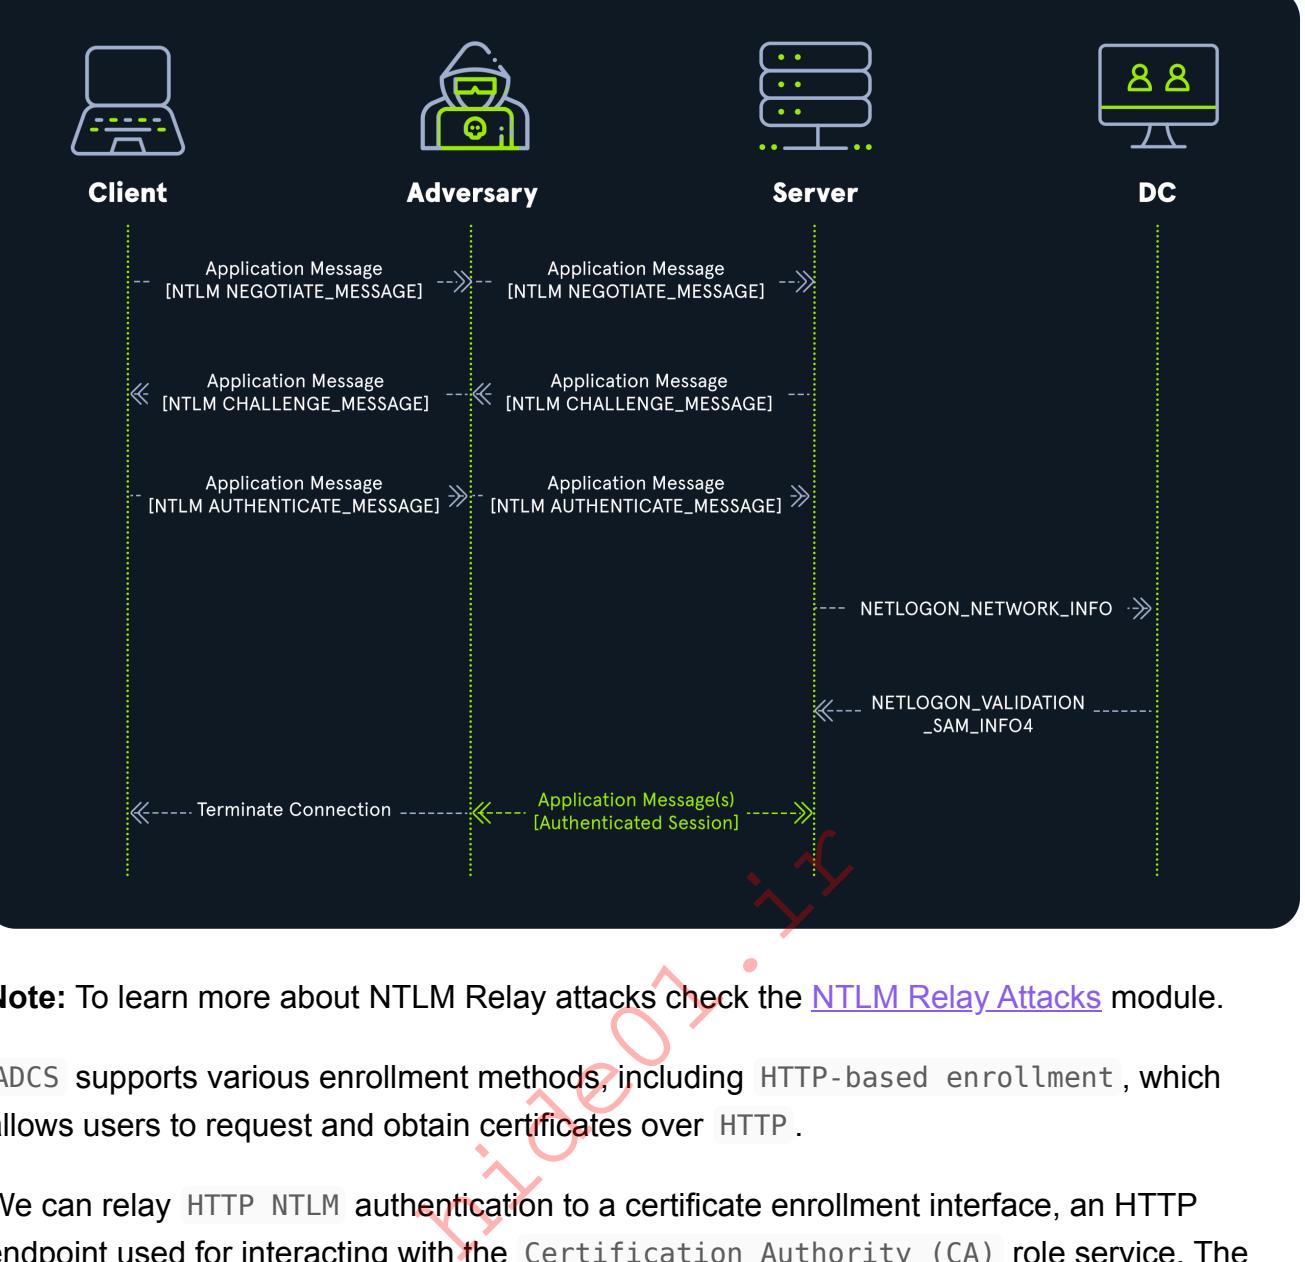 Client
Adversary
Server
DC
Application Message
[NTLM NEGOTIATE_MESSAGE]
Application Message
[NTLM NEGOTIATE_MESSAGE]
Application Message
[NTLM CHALLENGE_MESSAGE]
Application Message
[NTLM CHALLENGE_MESSAGE]
Application Message
[NTLM AUTHENTICATE_MESSAGE]
Application Message
[NTLM AUTHENTICATE_MESSAGE]
NETLOGON_NETWORK_INFO
NETLOGON_VALIDATION
_SAM_INFO4
Terminate Connection
Application Message(s)
[Authenticated Session]
Note: To learn more about NTLM Relay attacks check the NTLM Relay Attacks module.
ADCS supports various enrollment methods, including HTTP-based enrollment, which
allows users to request and obtain certificates over HTTP.
We can relay HTTP NTLM authentication to a certificate enrollment interface, an HTTP
endpoint used for interacting with the Certification Authority (CA) role service. The
hide01.ir